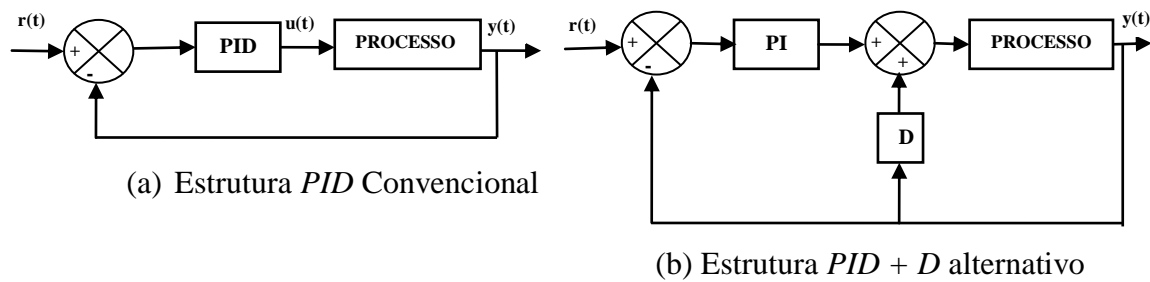 r(t)
+
-
PID
u(t)
PROCESSO
y(t)
(a) Estrutura PID Convencional
r(t)
+
-
PI
+
+
PROCESSO
y(t)
D
(b) Estrutura PID + D alternativo